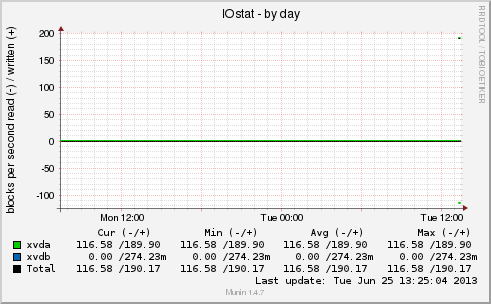 IOstat - by day
RRDTOOL / TOBIOETIKER
blocks per second read (-) / written (+)
200
150
100
50
0
-50
-100
Mon 12:00 Tue 00:00 Tue 12:00
Cur (-/+) Min (-/+) Avg (-/+) Max (-/+)
xvda 116.58 /189.90 116.58 /189.90 116.58 /189.90 116.58 /189.90
xvdb 0.00 /274.23m 0.00 /274.23m 0.00 /274.23m 0.00 /274.23m
Total 116.58 /190.17 116.58 /190.17 116.58 /190.17 116.58 /190.17
Last update: Tue Jun 25 13:25:04 2013
Munin 1.4.7